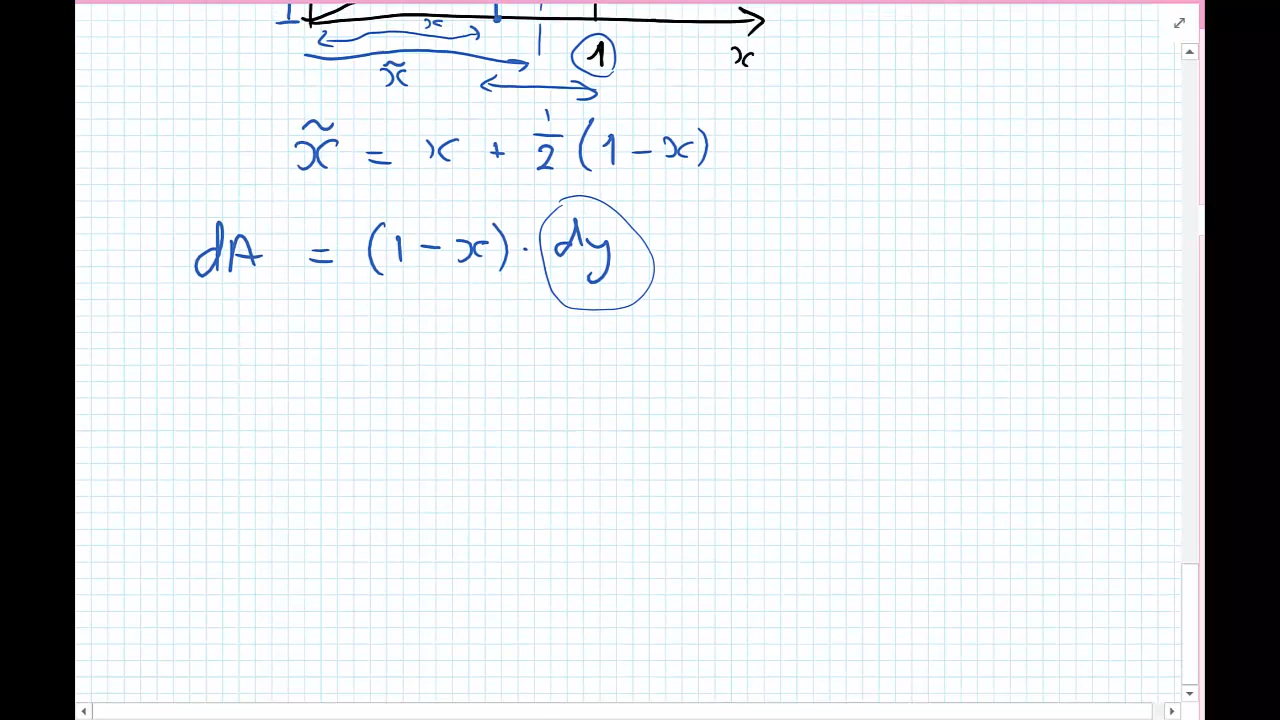 x
1 x
x̃
x̃ = x + 1/2 (1 − x)
dA = (1 − x) · dy